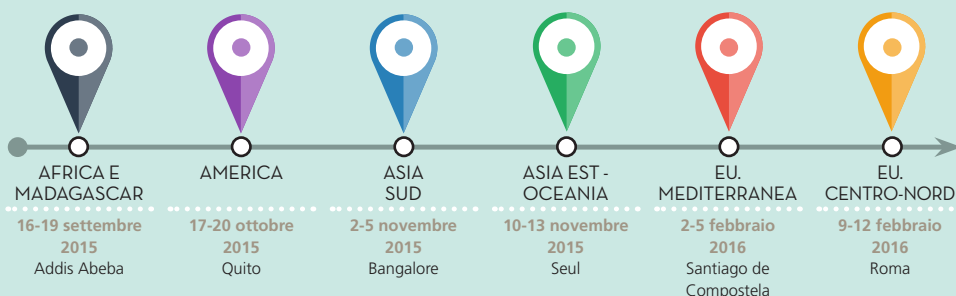 AFRICA E
MADAGASCAR
16-19 settembre
2015
Addis Abeba
AMERICA
17-20 ottobre
2015
Quito
ASIA
SUD
2-5 novembre
2015
Bangalore
ASIA EST -
OCEANIA
10-13 novembre
2015
Seul
EU.
MEDITERRANEA
2-5 febbraio
2016
Santiago de
Compostela
EU.
CENTRO-NORD
9-12 febbraio
2016
Roma